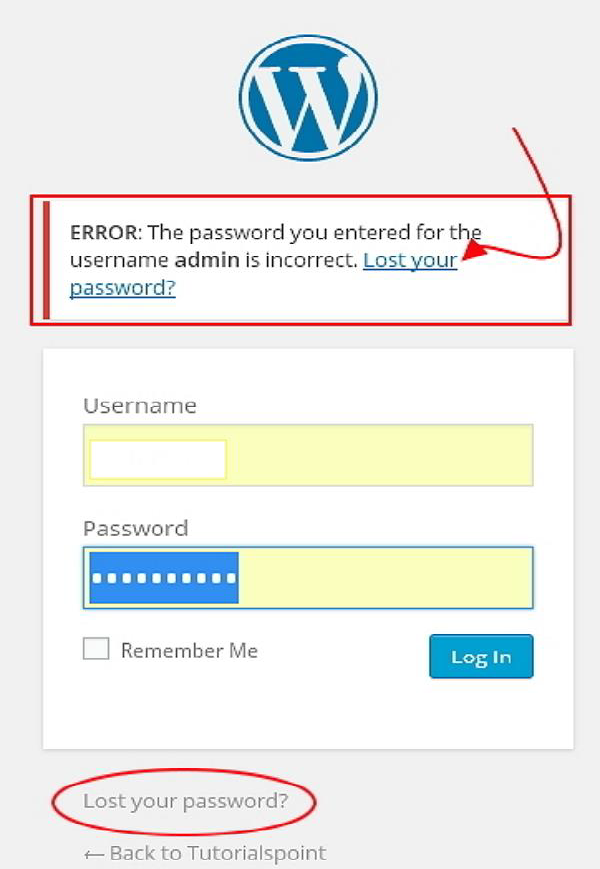 ERROR: The password you entered for the
username admin is incorrect. Lost your
password?
Username
Password
Remember Me
Log In
Lost your password?
← Back to Tutorialspoint